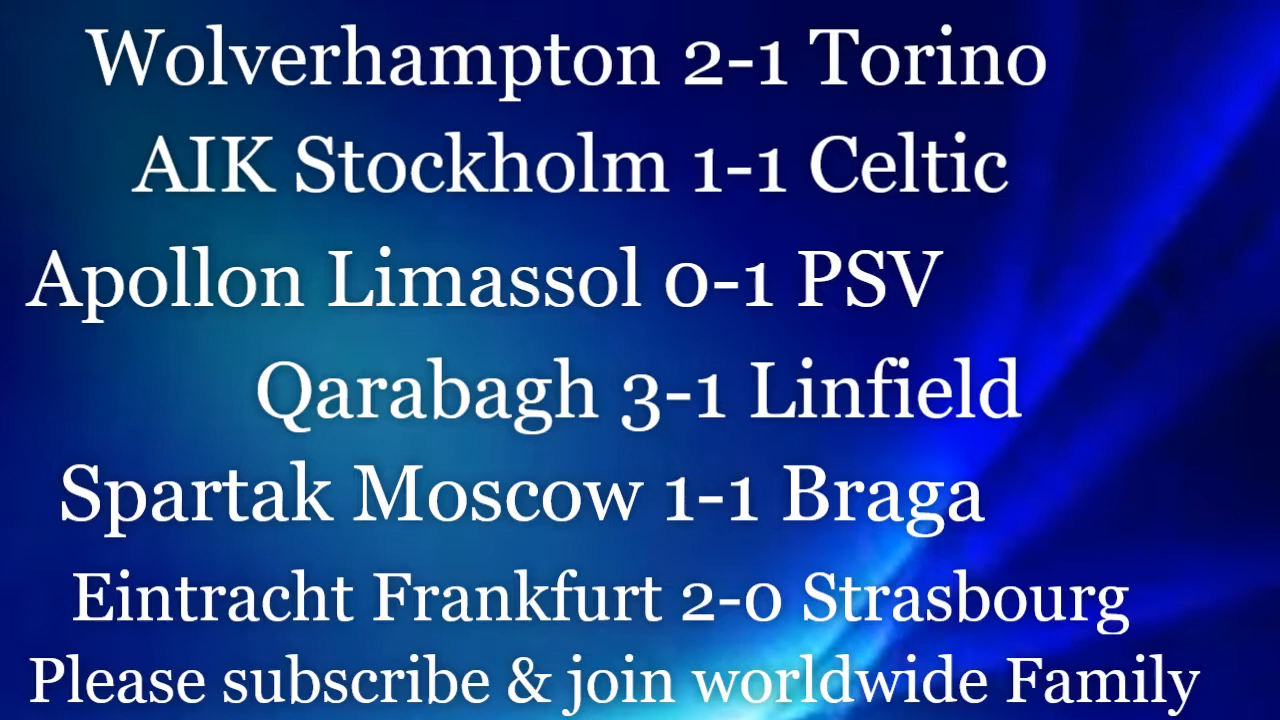 Wolverhampton 2-1 Torino
AIK Stockholm 1-1 Celtic
Apollon Limassol 0-1 PSV
Qarabagh 3-1 Linfield
Spartak Moscow 1-1 Braga
Eintracht Frankfurt 2-0 Strasbourg
Please subscribe & join worldwide Family